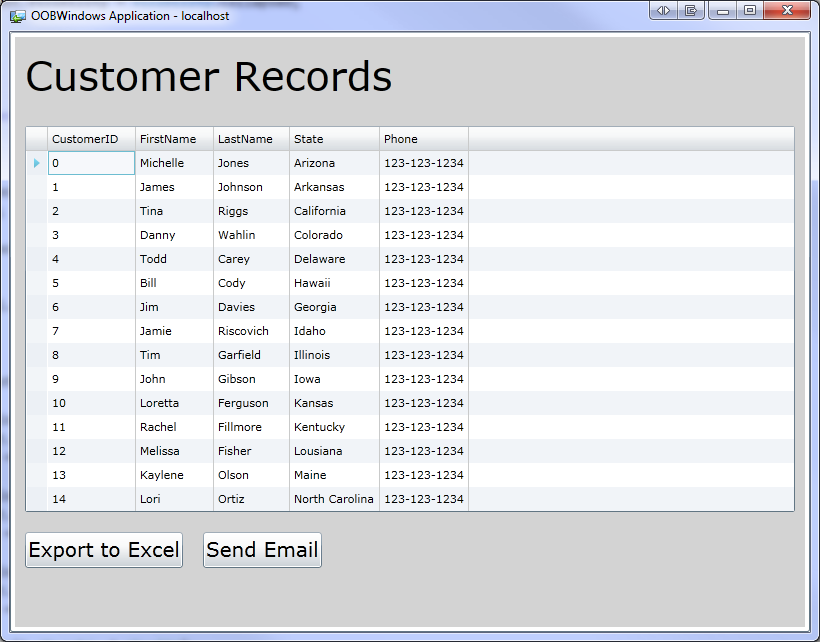 OOBWindows Application - localhost
Customer Records
CustomerID FirstName LastName State Phone
0 Michelle Jones Arizona 123-123-1234
1 James Johnson Arkansas 123-123-1234
2 Tina Riggs California 123-123-1234
3 Danny Wahlin Colorado 123-123-1234
4 Todd Carey Delaware 123-123-1234
5 Bill Cody Hawaii 123-123-1234
6 Jim Davies Georgia 123-123-1234
7 Jamie Riscovich Idaho 123-123-1234
8 Tim Garfield Illinois 123-123-1234
9 John Gibson Iowa 123-123-1234
10 Loretta Ferguson Kansas 123-123-1234
11 Rachel Fillmore Kentucky 123-123-1234
12 Melissa Fisher Lousiana 123-123-1234
13 Kaylene Olson Maine 123-123-1234
14 Lori Ortiz North Carolina 123-123-1234
Export to Excel Send Email